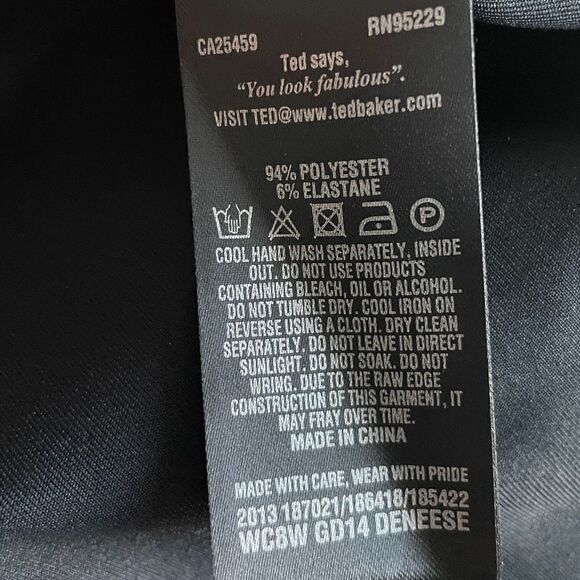 CA25459 RN95229
Ted says,
“You look fabulous”.
VISIT TED@www.tedbaker.com
94% POLYESTER
6% ELASTANE
P
COOL HAND WASH SEPARATELY, INSIDE
OUT. DO NOT USE PRODUCTS
CONTAINING BLEACH, OIL OR ALCOHOL.
DO NOT TUMBLE DRY. COOL IRON ON
REVERSE USING A CLOTH. DRY CLEAN
SEPARATELY. DO NOT LEAVE IN DIRECT
SUNLIGHT. DO NOT SOAK. DO NOT
WRING. DUE TO THE RAW EDGE
CONSTRUCTION OF THIS GARMENT, IT
MAY FRAY OVER TIME.
MADE IN CHINA
MADE WITH CARE, WEAR WITH PRIDE
2013 187021/186418/185422
WC8W GD14 DENEESE